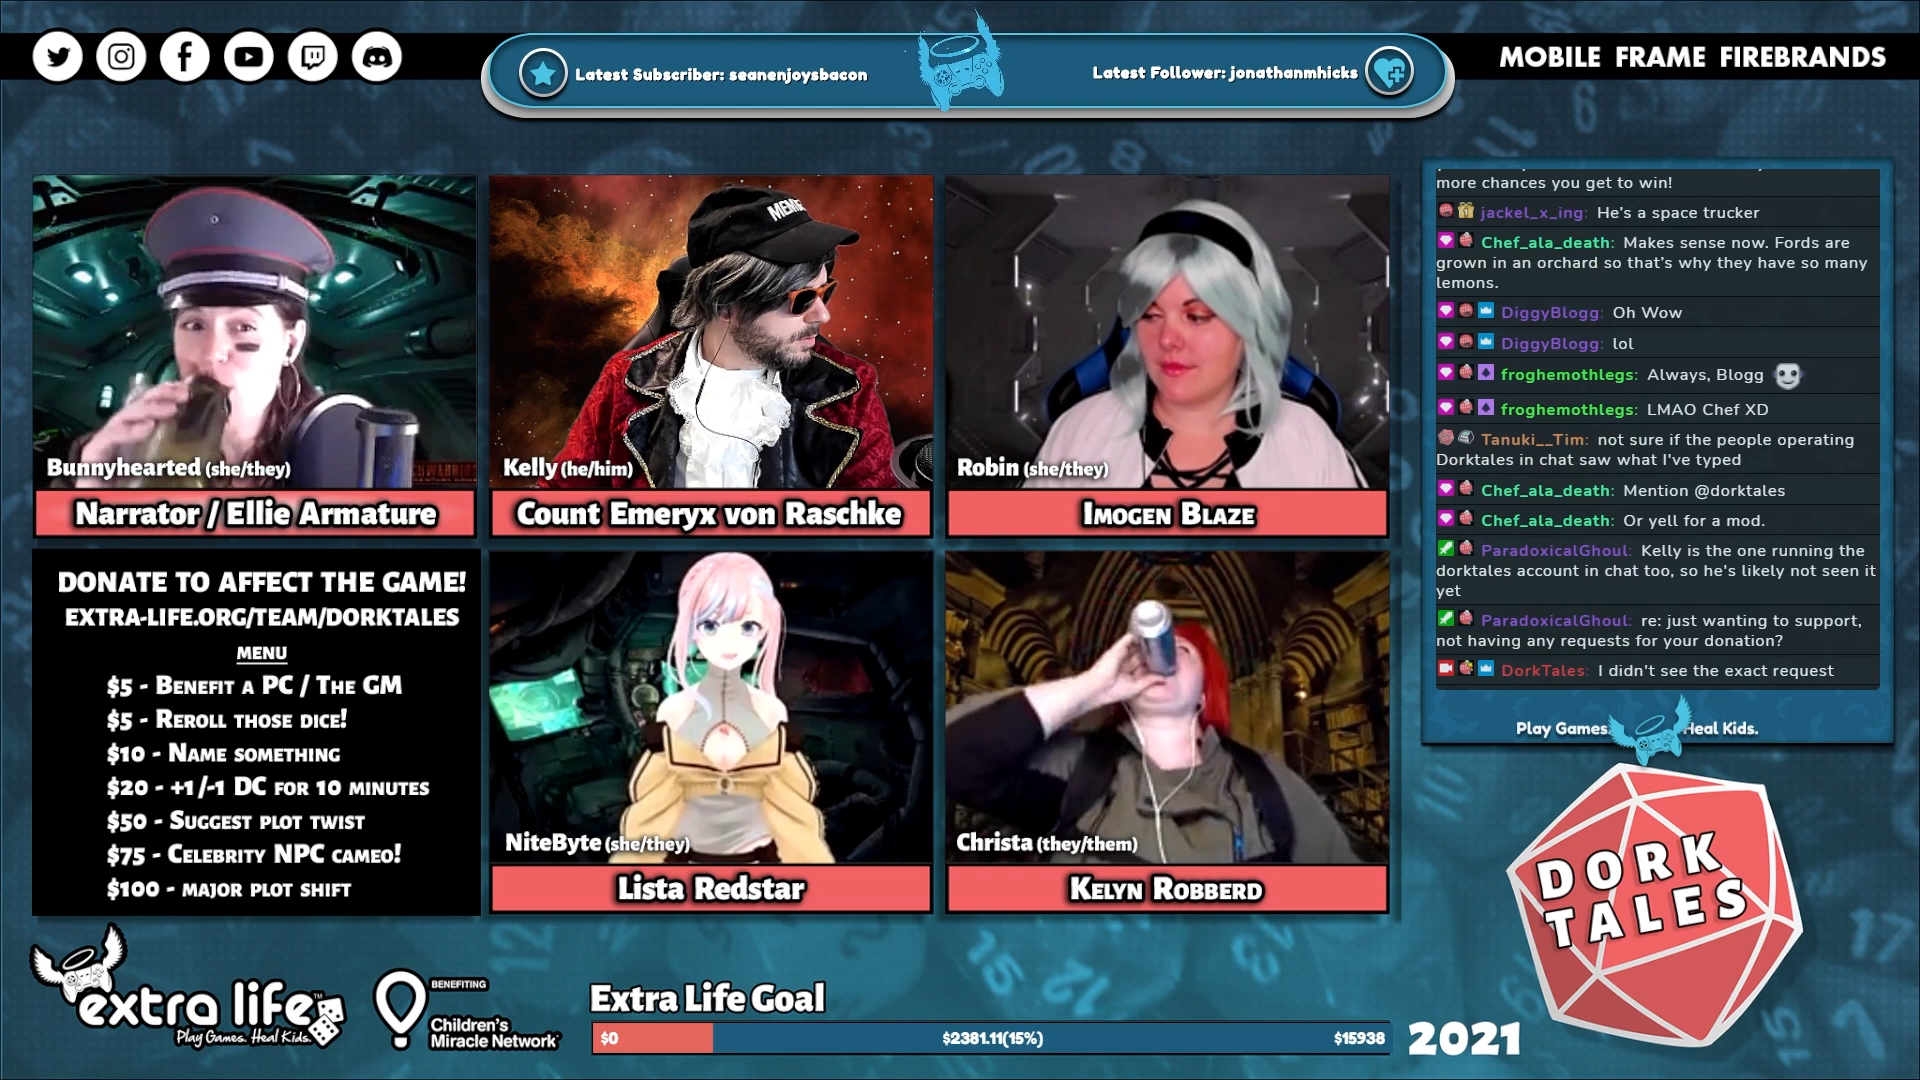 Latest Subscriber: seanenjoysbacon
Latest Follower: jonathanmhicks
MOBILE FRAME FIREBRANDS
MEME
Bunnyhearted (she/they)
Narrator / Ellie Armature
Kelly (he/him)
Count Emeryx von Raschke
Robin (she/they)
Imogen Blaze
DONATE TO AFFECT THE GAME!
EXTRA-LIFE.ORG/TEAM/DORKTALES
MENU
$5 - Benefit a PC / The GM
$5 - Reroll those dice!
$10 - Name something
$20 - +1/-1 DC for 10 minutes
$50 - Suggest plot twist
$75 - Celebrity NPC cameo!
$100 - major plot shift
NiteByte (she/they)
Lista Redstar
Christa (they/them)
Kelyn Robberd
more chances you get to win!
jackel_x_ing: He's a space trucker
Chef_ala_death: Makes sense now. Fords are
grown in an orchard so that's why they have so many
lemons.
DiggyBlogg: Oh Wow
DiggyBlogg: lol
froghemothlegs: Always, Blogg
froghemothlegs: LMAO Chef XD
Tanuki__Tim: not sure if the people operating
Dorktales in chat saw what I've typed
Chef_ala_death: Mention @dorktales
Chef_ala_death: Or yell for a mod.
ParadoxicalGhoul: Kelly is the one running the
dorktales account in chat too, so he's likely not seen it
yet
ParadoxicalGhoul: re: just wanting to support,
not having any requests for your donation?
DorkTales: I didn't see the exact request
Play Games. Heal Kids.
DORK
TALES
extra life™
Play Games. Heal Kids.
BENEFITING
Children's
Miracle Network
Extra Life Goal
$0
$2381.11(15%)
$15938
2021